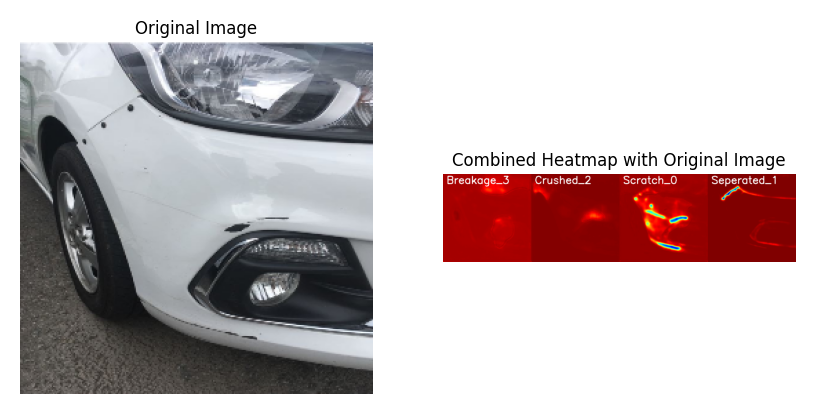 Original Image
Combined Heatmap with Original Image
Breakage_3 Crushed_2 Scratch_0 Seperated_1